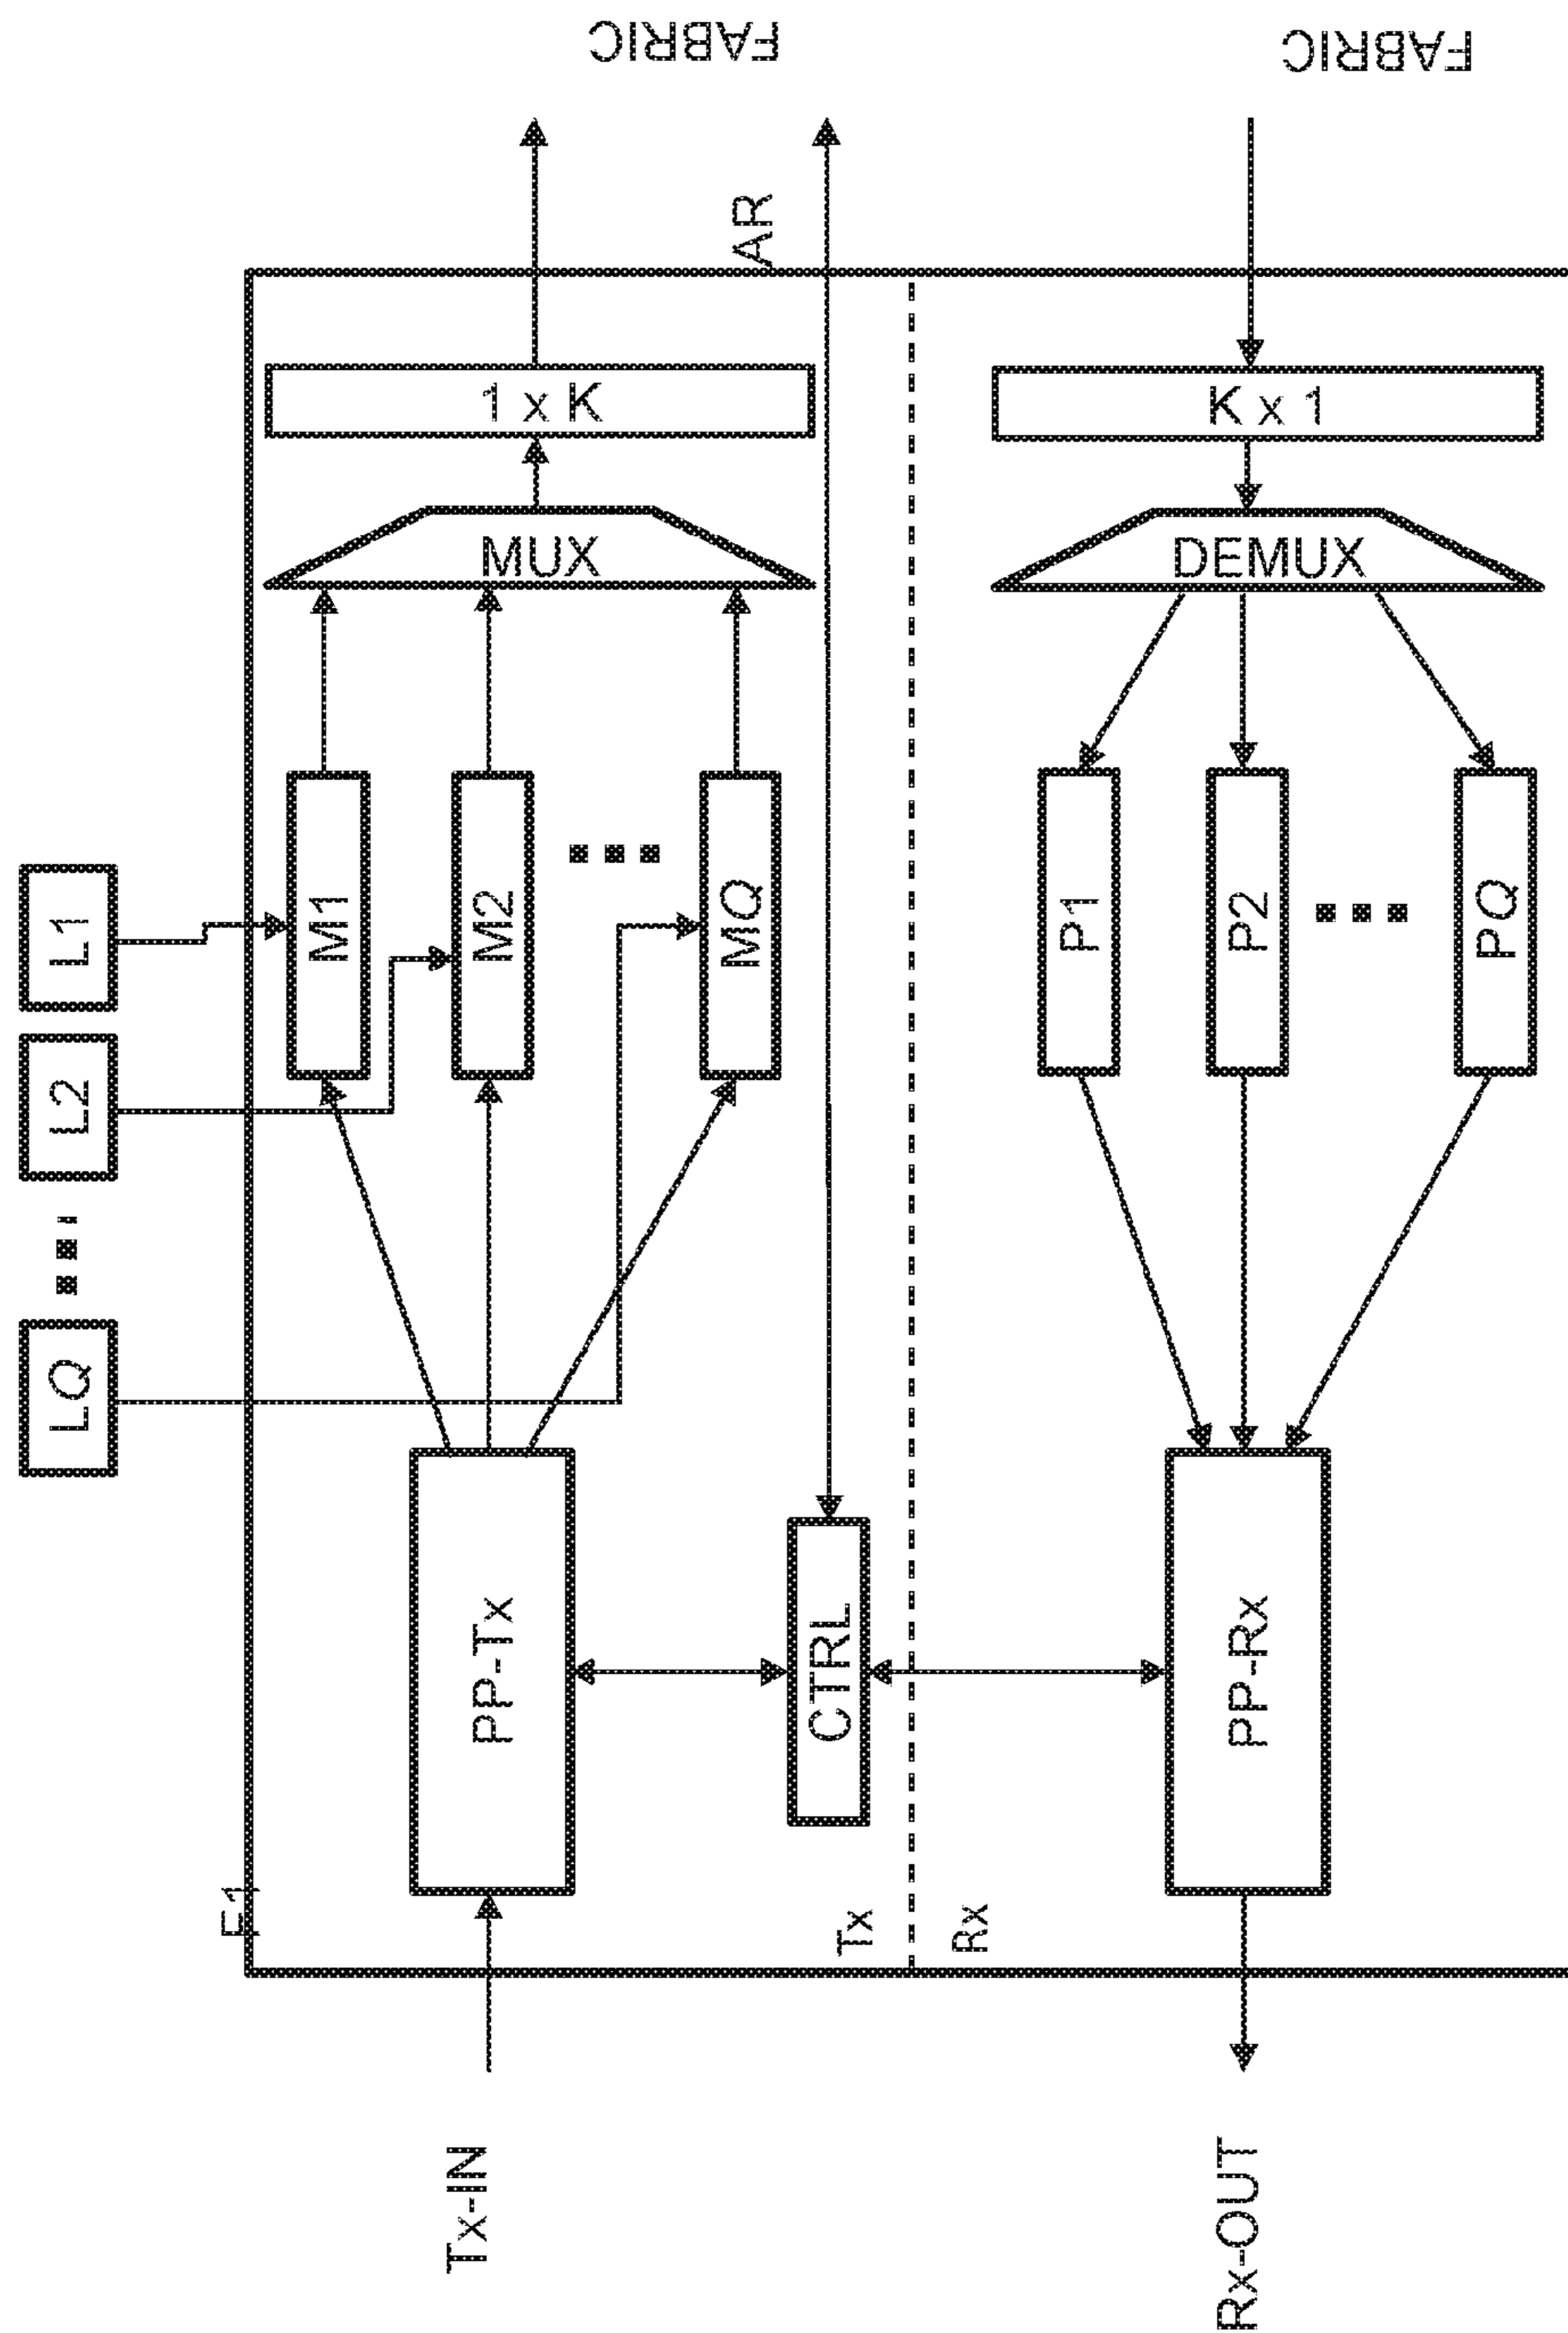 LQ
L2
L1
M1
M2
MQ
MUX
1 x K
FABRIC
Tx-IN
PP-Tx
CTRL
AR
Tx
Rx
P1
P2
PQ
DEMUX
K x 1
FABRIC
PP-Rx
Rx-OUT